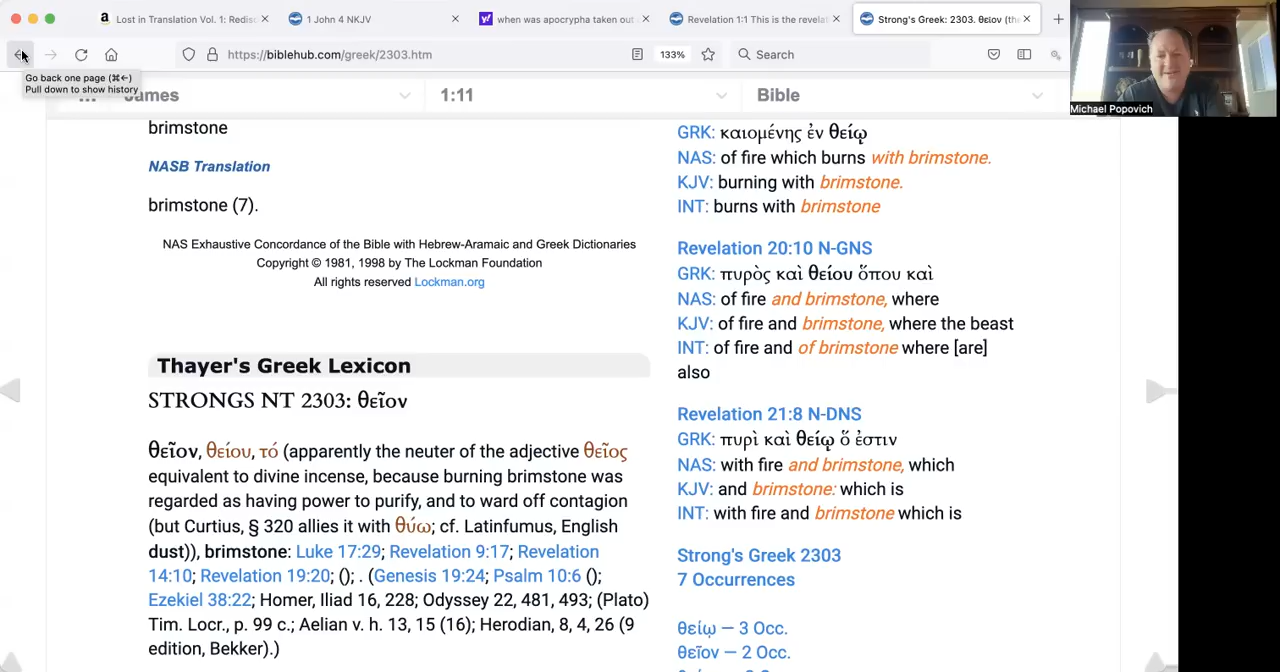 Lost in Translation Vol. 1: Redis
1 John 4 NKJV
when was apocrypha taken out
Revelation 1:1 This is the revelat
Strong's Greek: 2303. θεῖον (the
https://biblehub.com/greek/2303.htm
133%
Search
Go back one page (⌘←)
Pull down to show history
James
1:11
Bible
Michael Popovich
brimstone
NASB Translation
brimstone (7).
NAS Exhaustive Concordance of the Bible with Hebrew-Aramaic and Greek Dictionaries
Copyright © 1981, 1998 by The Lockman Foundation
All rights reserved Lockman.org
Thayer's Greek Lexicon
STRONGS NT 2303: θεῖον
θεῖον, θείου, τό (apparently the neuter of the adjective θεῖος
equivalent to divine incense, because burning brimstone was
regarded as having power to purify, and to ward off contagion
(but Curtius, § 320 allies it with θύω; cf. Latinfumus, English
dust)), brimstone: Luke 17:29; Revelation 9:17; Revelation
14:10; Revelation 19:20; (); . (Genesis 19:24; Psalm 10:6 ();
Ezekiel 38:22; Homer, Iliad 16, 228; Odyssey 22, 481, 493; (Plato)
Tim. Locr., p. 99 c.; Aelian v. h. 13, 15 (16); Herodian, 8, 4, 26 (9
edition, Bekker).)
GRK: καιομένης ἐν θείῳ
NAS: of fire which burns with brimstone.
KJV: burning with brimstone.
INT: burns with brimstone
Revelation 20:10 N-GNS
GRK: πυρὸς καὶ θείου ὅπου καὶ
NAS: of fire and brimstone, where
KJV: of fire and brimstone, where the beast
INT: of fire and of brimstone where [are]
also
Revelation 21:8 N-DNS
GRK: πυρὶ καὶ θείῳ ὅ ἐστιν
NAS: with fire and brimstone, which
KJV: and brimstone: which is
INT: with fire and brimstone which is
Strong's Greek 2303
7 Occurrences
θείῳ — 3 Occ.
θεῖον — 2 Occ.